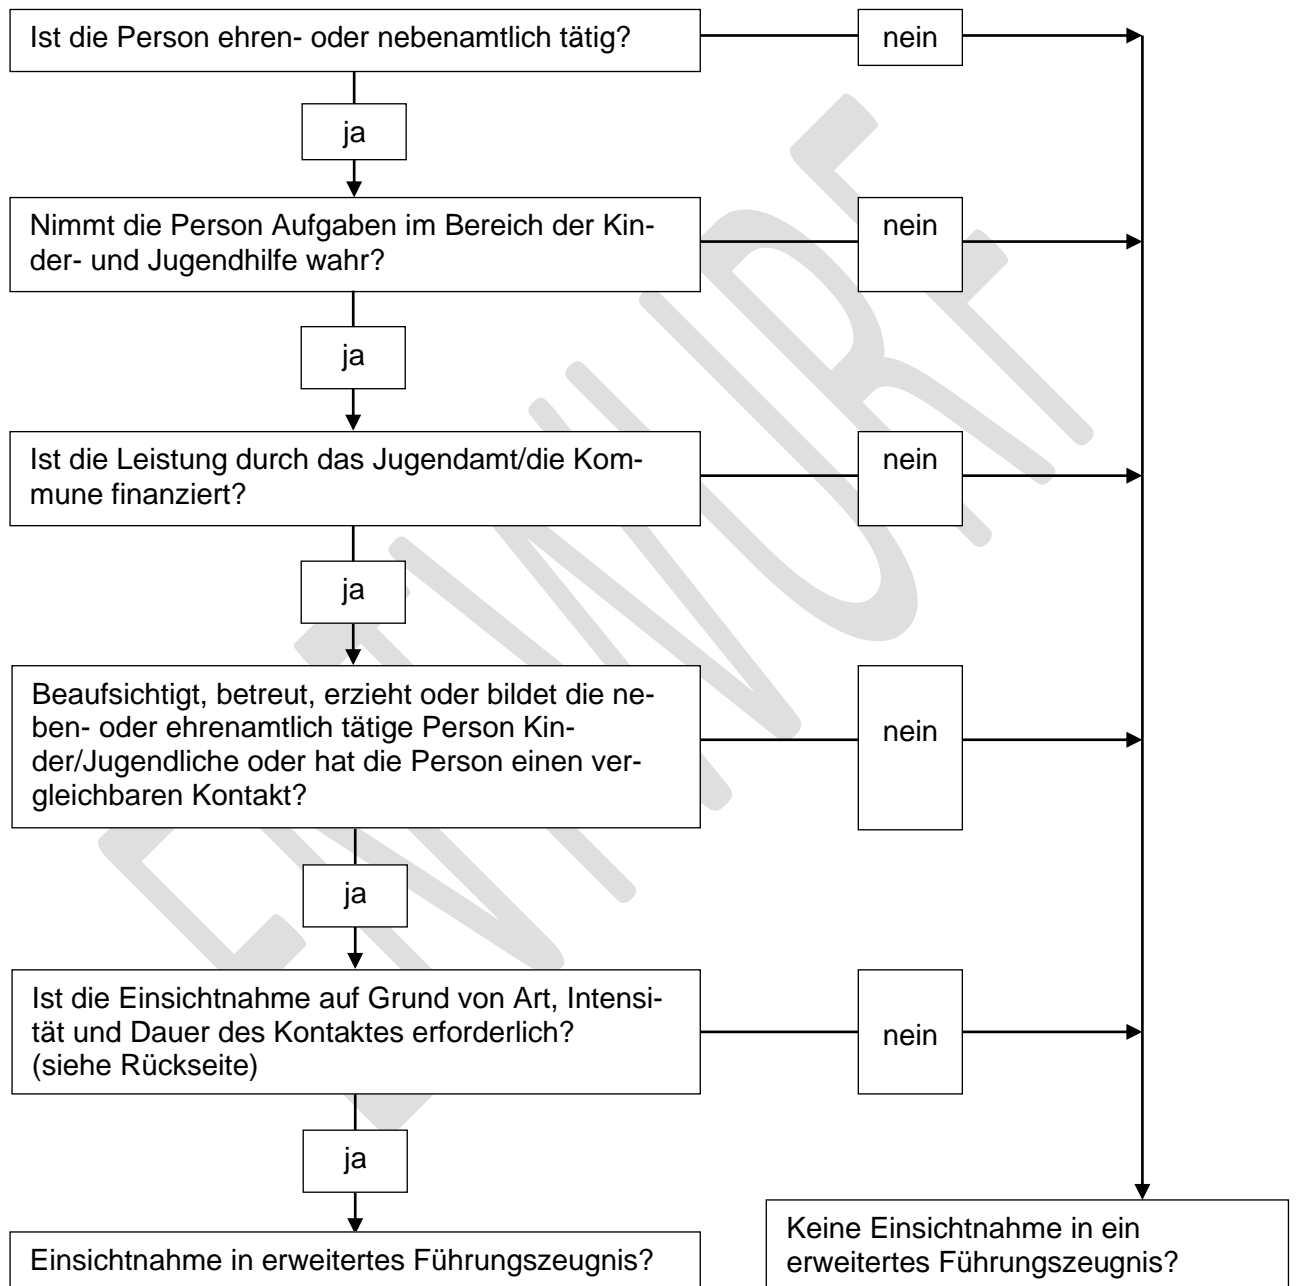 Ist die Person ehren- oder nebenamtlich tätig?
nein
ja
Nimmt die Person Aufgaben im Bereich der Kin-
der- und Jugendhilfe wahr?
nein
ja
Ist die Leistung durch das Jugendamt/die Kom-
mune finanziert?
nein
ja
Beaufsichtigt, betreut, erzieht oder bildet die ne-
ben- oder ehrenamtlich tätige Person Kin-
der/Jugendliche oder hat die Person einen ver-
gleichbaren Kontakt?
nein
ja
Ist die Einsichtnahme auf Grund von Art, Intensi-
tät und Dauer des Kontaktes erforderlich?
(siehe Rückseite)
nein
ja
Einsichtnahme in erweitertes Führungszeugnis?
Keine Einsichtnahme in ein
erweitertes Führungszeugnis?
ENTWURF